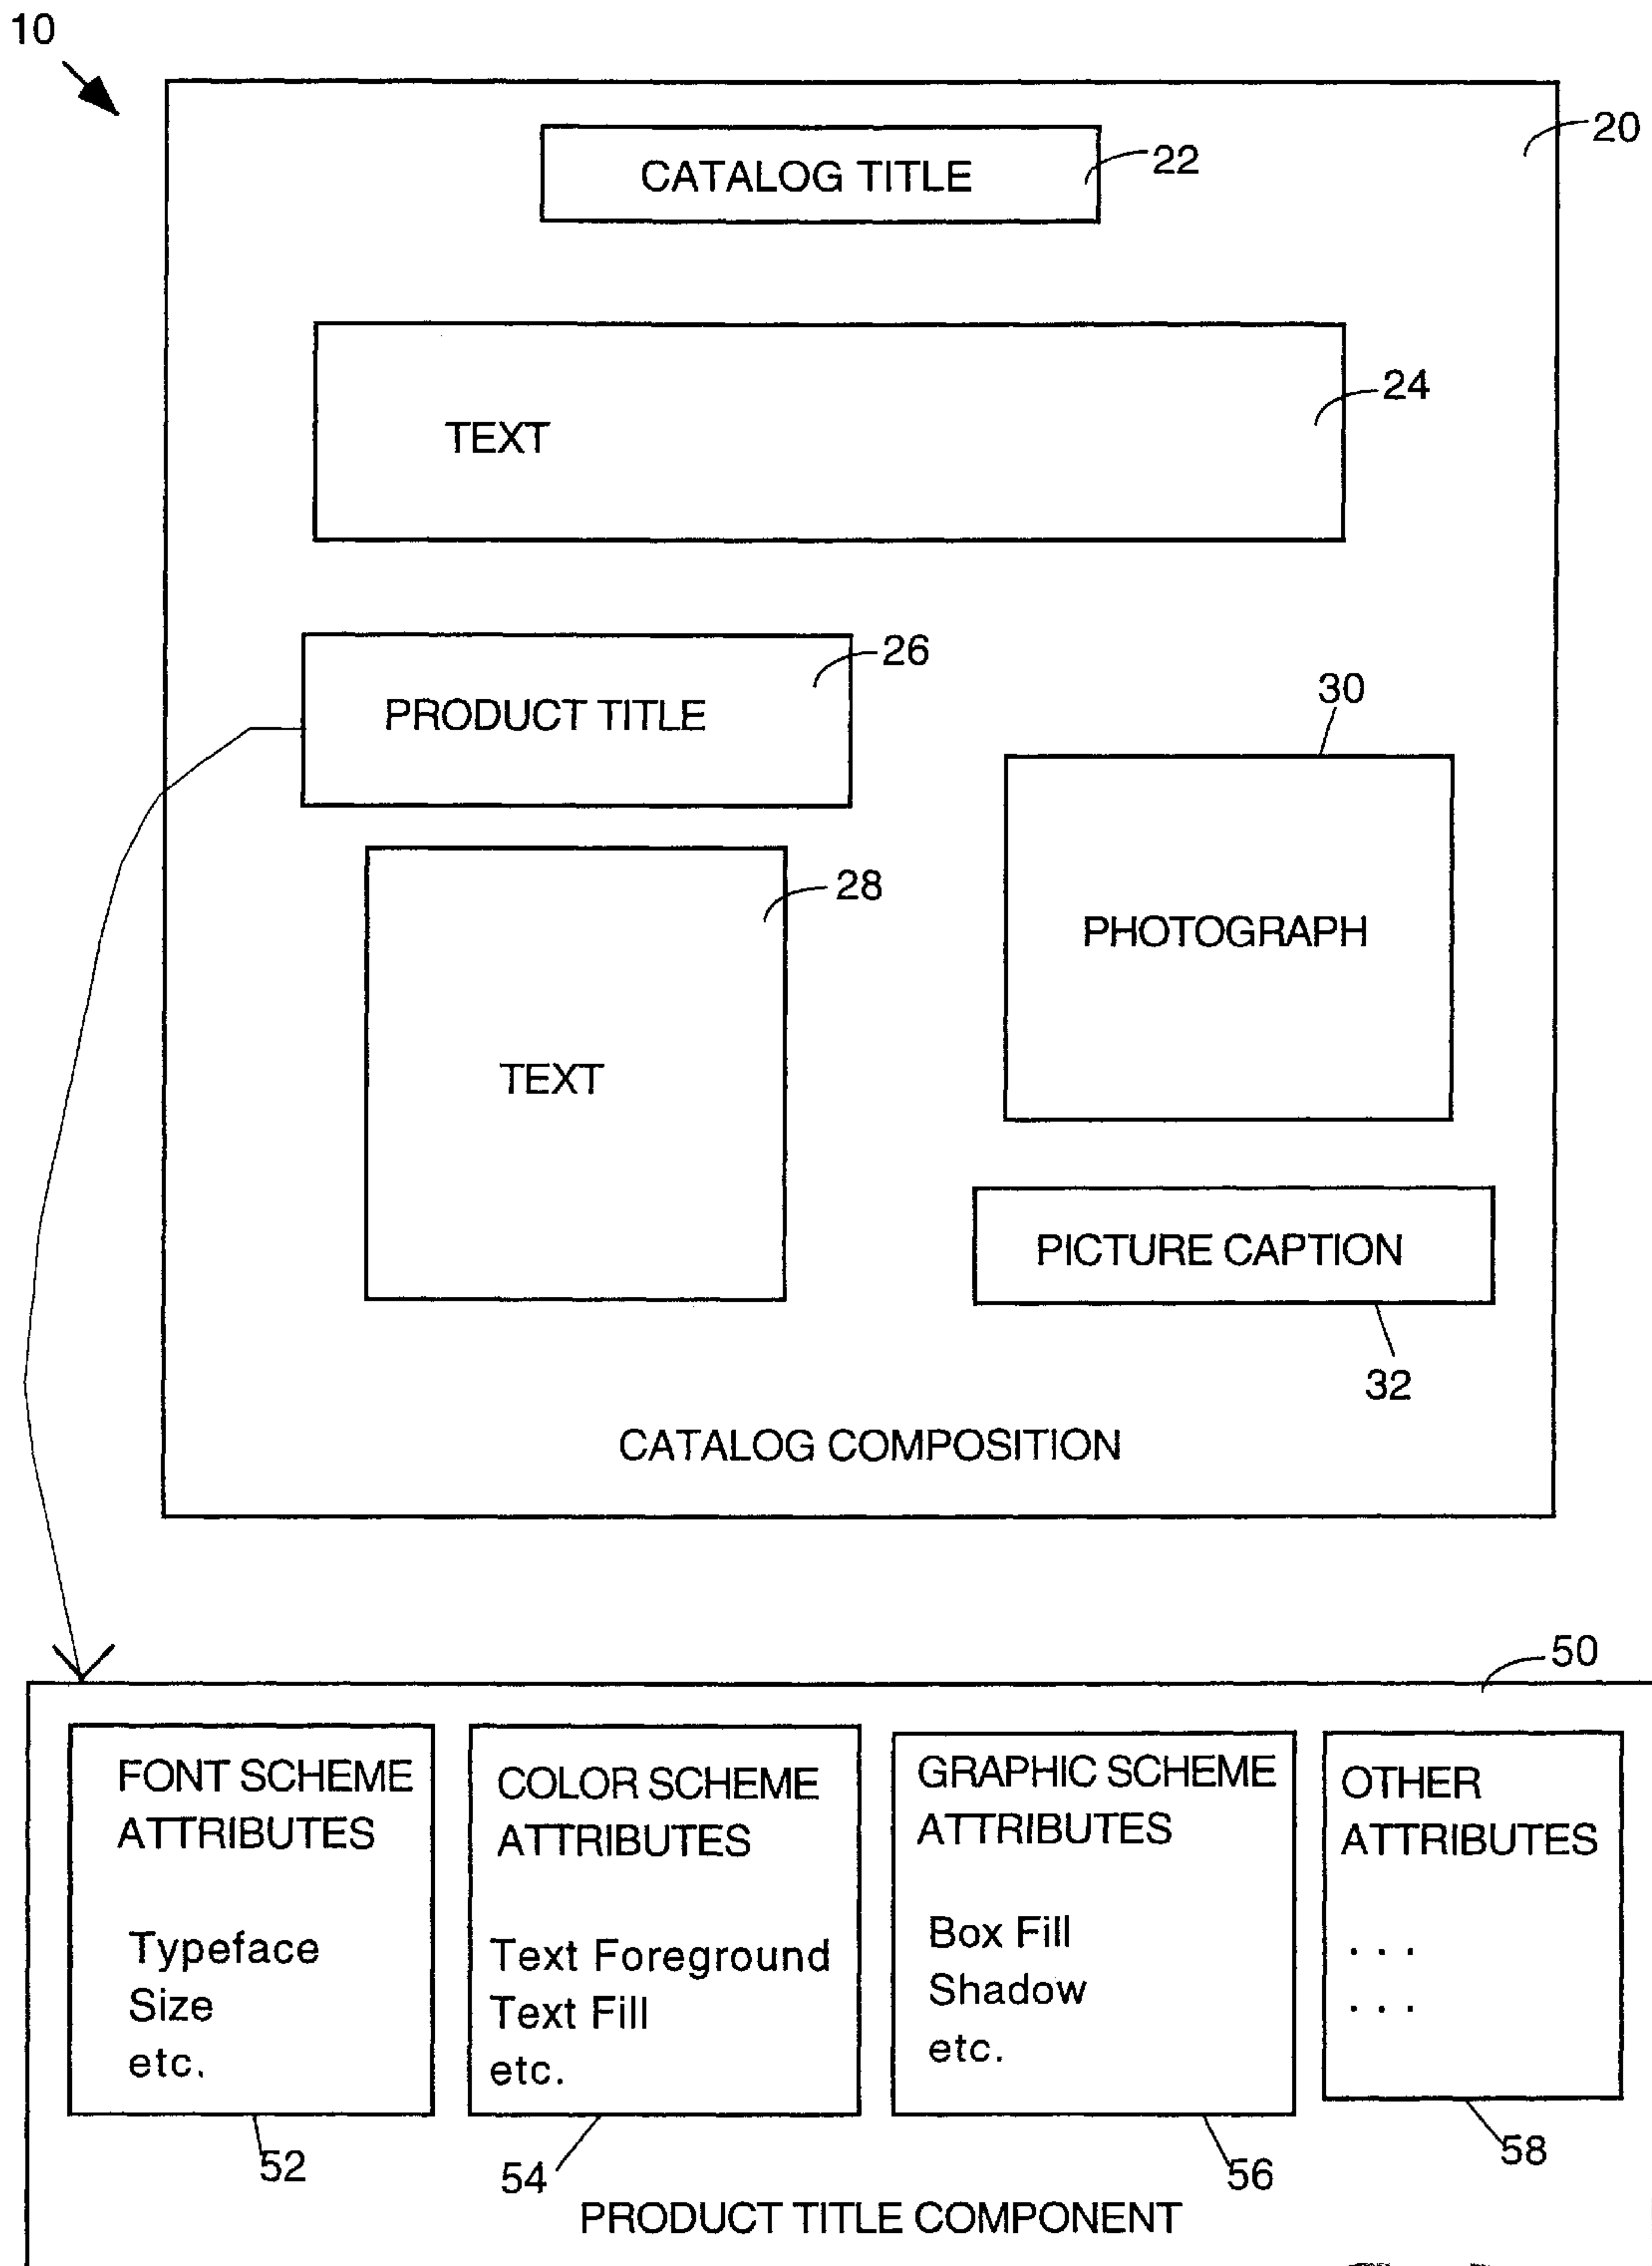 10
20
CATALOG TITLE
22
TEXT
24
PRODUCT TITLE
26
30
PHOTOGRAPH
28
TEXT
PICTURE CAPTION
32
CATALOG COMPOSITION
50
FONT SCHEME
ATTRIBUTES
Typeface
Size
etc.
52
COLOR SCHEME
ATTRIBUTES
Text Foreground
Text Fill
etc.
54
GRAPHIC SCHEME
ATTRIBUTES
Box Fill
Shadow
etc.
56
OTHER
ATTRIBUTES
. . .
. . .
58
PRODUCT TITLE COMPONENT